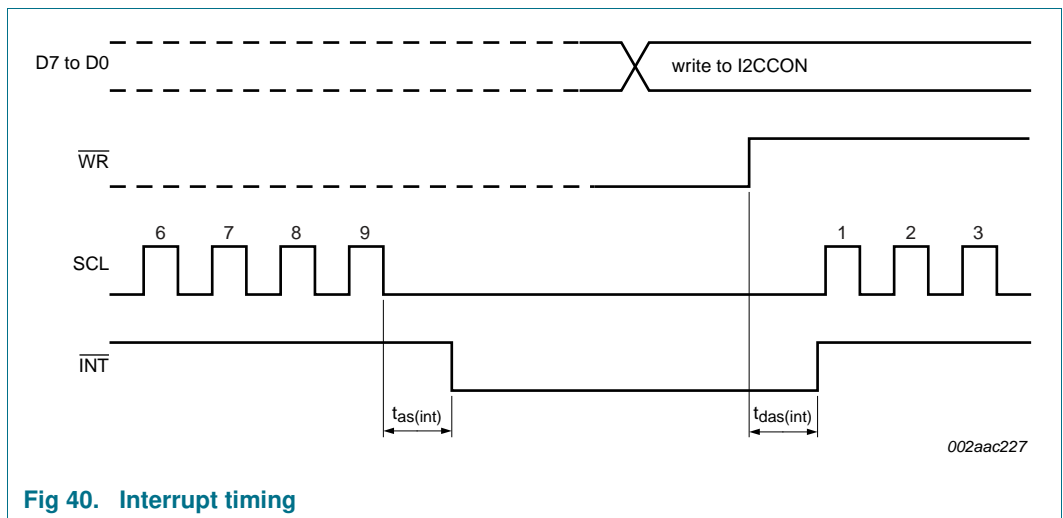 D7 to D0
write to I2CCON
WR
6 7 8 9 1 2 3
SCL
INT
tas(int) tdas(int)
002aac227
Fig 40. Interrupt timing